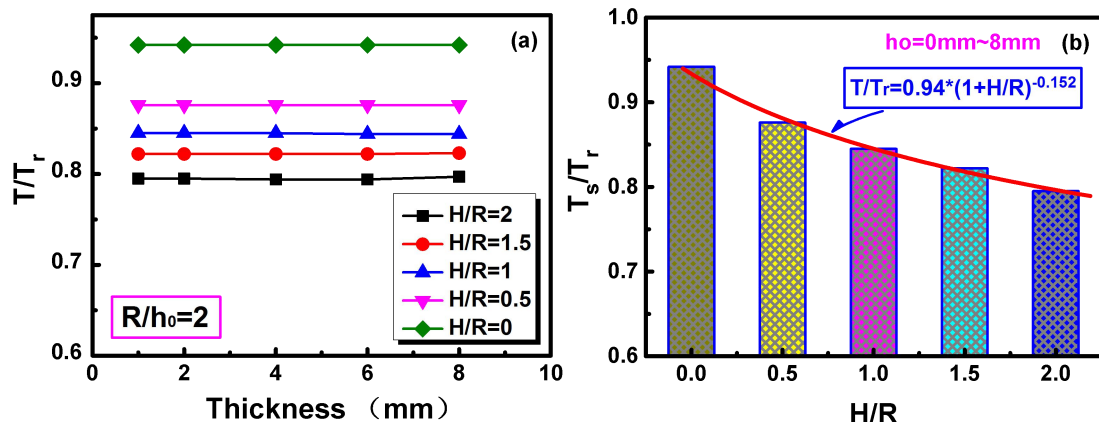 (a)
0.9
0.8
0.7
0.6
T/Tr
H/R=2
H/R=1.5
H/R=1
H/R=0.5
H/R=0
R/h0=2
0 2 4 6 8 10
Thickness （mm）
ho=0mm~8mm (b)
T/Tr=0.94*(1+H/R)-0.152
1.0
0.9
0.8
0.7
0.6
Ts/Tr
0.0 0.5 1.0 1.5 2.0
H/R